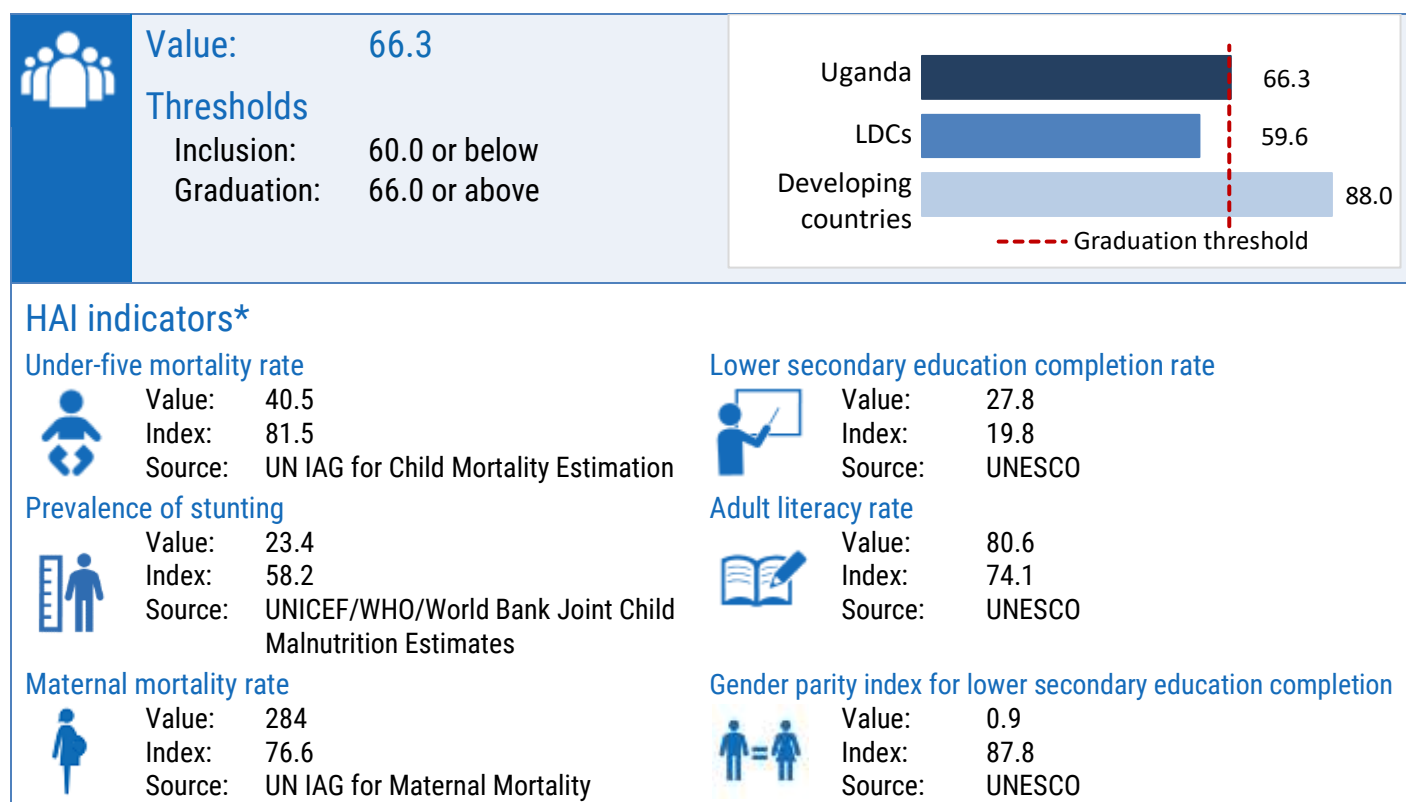 Value: 66.3
Thresholds
Inclusion: 60.0 or below
Graduation: 66.0 or above
Uganda 66.3
LDCs 59.6
Developing
countries 88.0
Graduation threshold
HAI indicators*
Under-five mortality rate
Value: 40.5
Index: 81.5
Source: UN IAG for Child Mortality Estimation
Prevalence of stunting
Value: 23.4
Index: 58.2
Source: UNICEF/WHO/World Bank Joint Child
Malnutrition Estimates
Maternal mortality rate
Value: 284
Index: 76.6
Source: UN IAG for Maternal Mortality
Lower secondary education completion rate
Value: 27.8
Index: 19.8
Source: UNESCO
Adult literacy rate
Value: 80.6
Index: 74.1
Source: UNESCO
Gender parity index for lower secondary education completion
Value: 0.9
Index: 87.8
Source: UNESCO